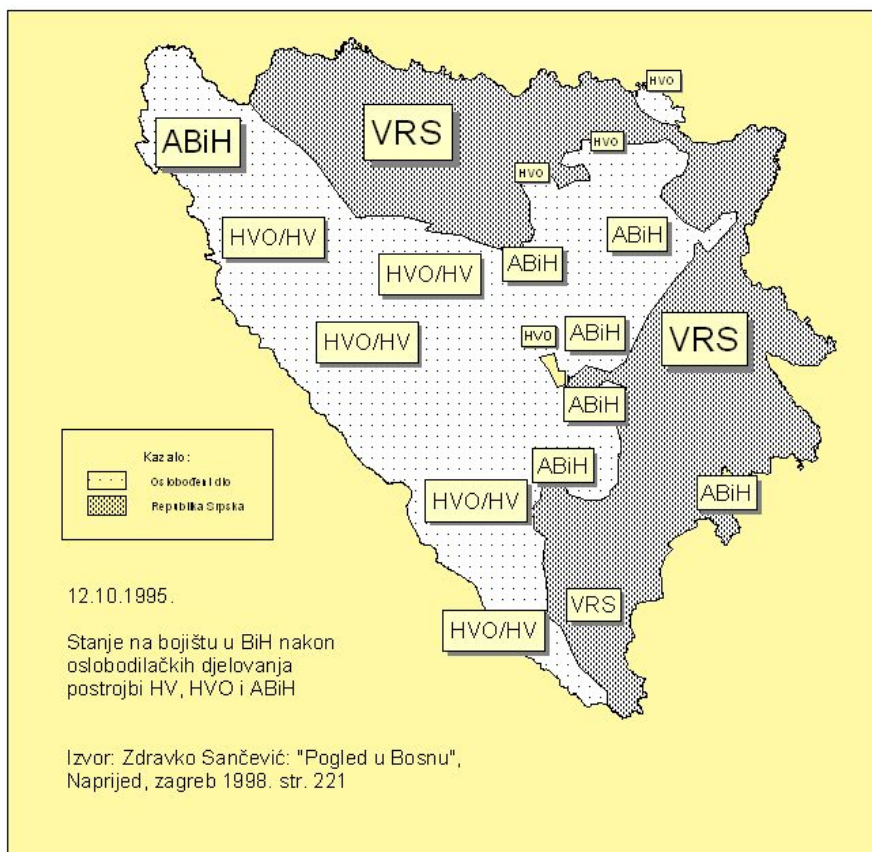 HVO
VRS
ABiH
HVO
HVO
HVO/HV
ABiH
ABiH
HVO/HV
HVO/HV
HVO
ABiH
VRS
ABiH
ABiH
HVO/HV
ABiH
VRS
HVO/HV
Kazalo:
Oslobođeni dio
Republika Srpska
12.10.1995.
Stanje na bojištu u BiH nakon
oslobodilačkih djelovanja
postrojbi HV, HVO i ABiH
Izvor: Zdravko Sančević: "Pogled u Bosnu",
Naprijed, zagreb 1998. str. 221